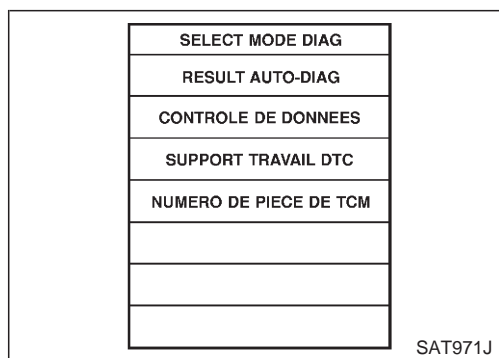 SELECT MODE DIAG
RESULT AUTO-DIAG
CONTROLE DE DONNEES
SUPPORT TRAVAIL DTC
NUMERO DE PIECE DE TCM
SAT971J